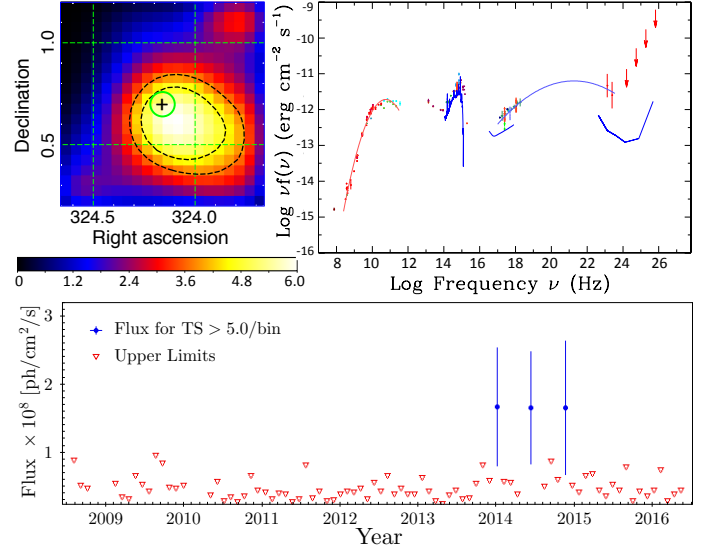 Declination
1.0
0.5
324.5 324.0
Right ascension
0 1.2 2.4 3.6 4.8 6.0
Log νf(ν) (erg cm⁻² s⁻¹)
-9
-10
-11
-12
-13
-14
-15
-16
8 10 12 14 16 18 20 22 24 26
Log Frequency ν (Hz)
Flux × 10⁸ [ph/cm²/s]
3
2
1
Flux for TS > 5.0/bin
Upper Limits
2009 2010 2011 2012 2013 2014 2015 2016
Year